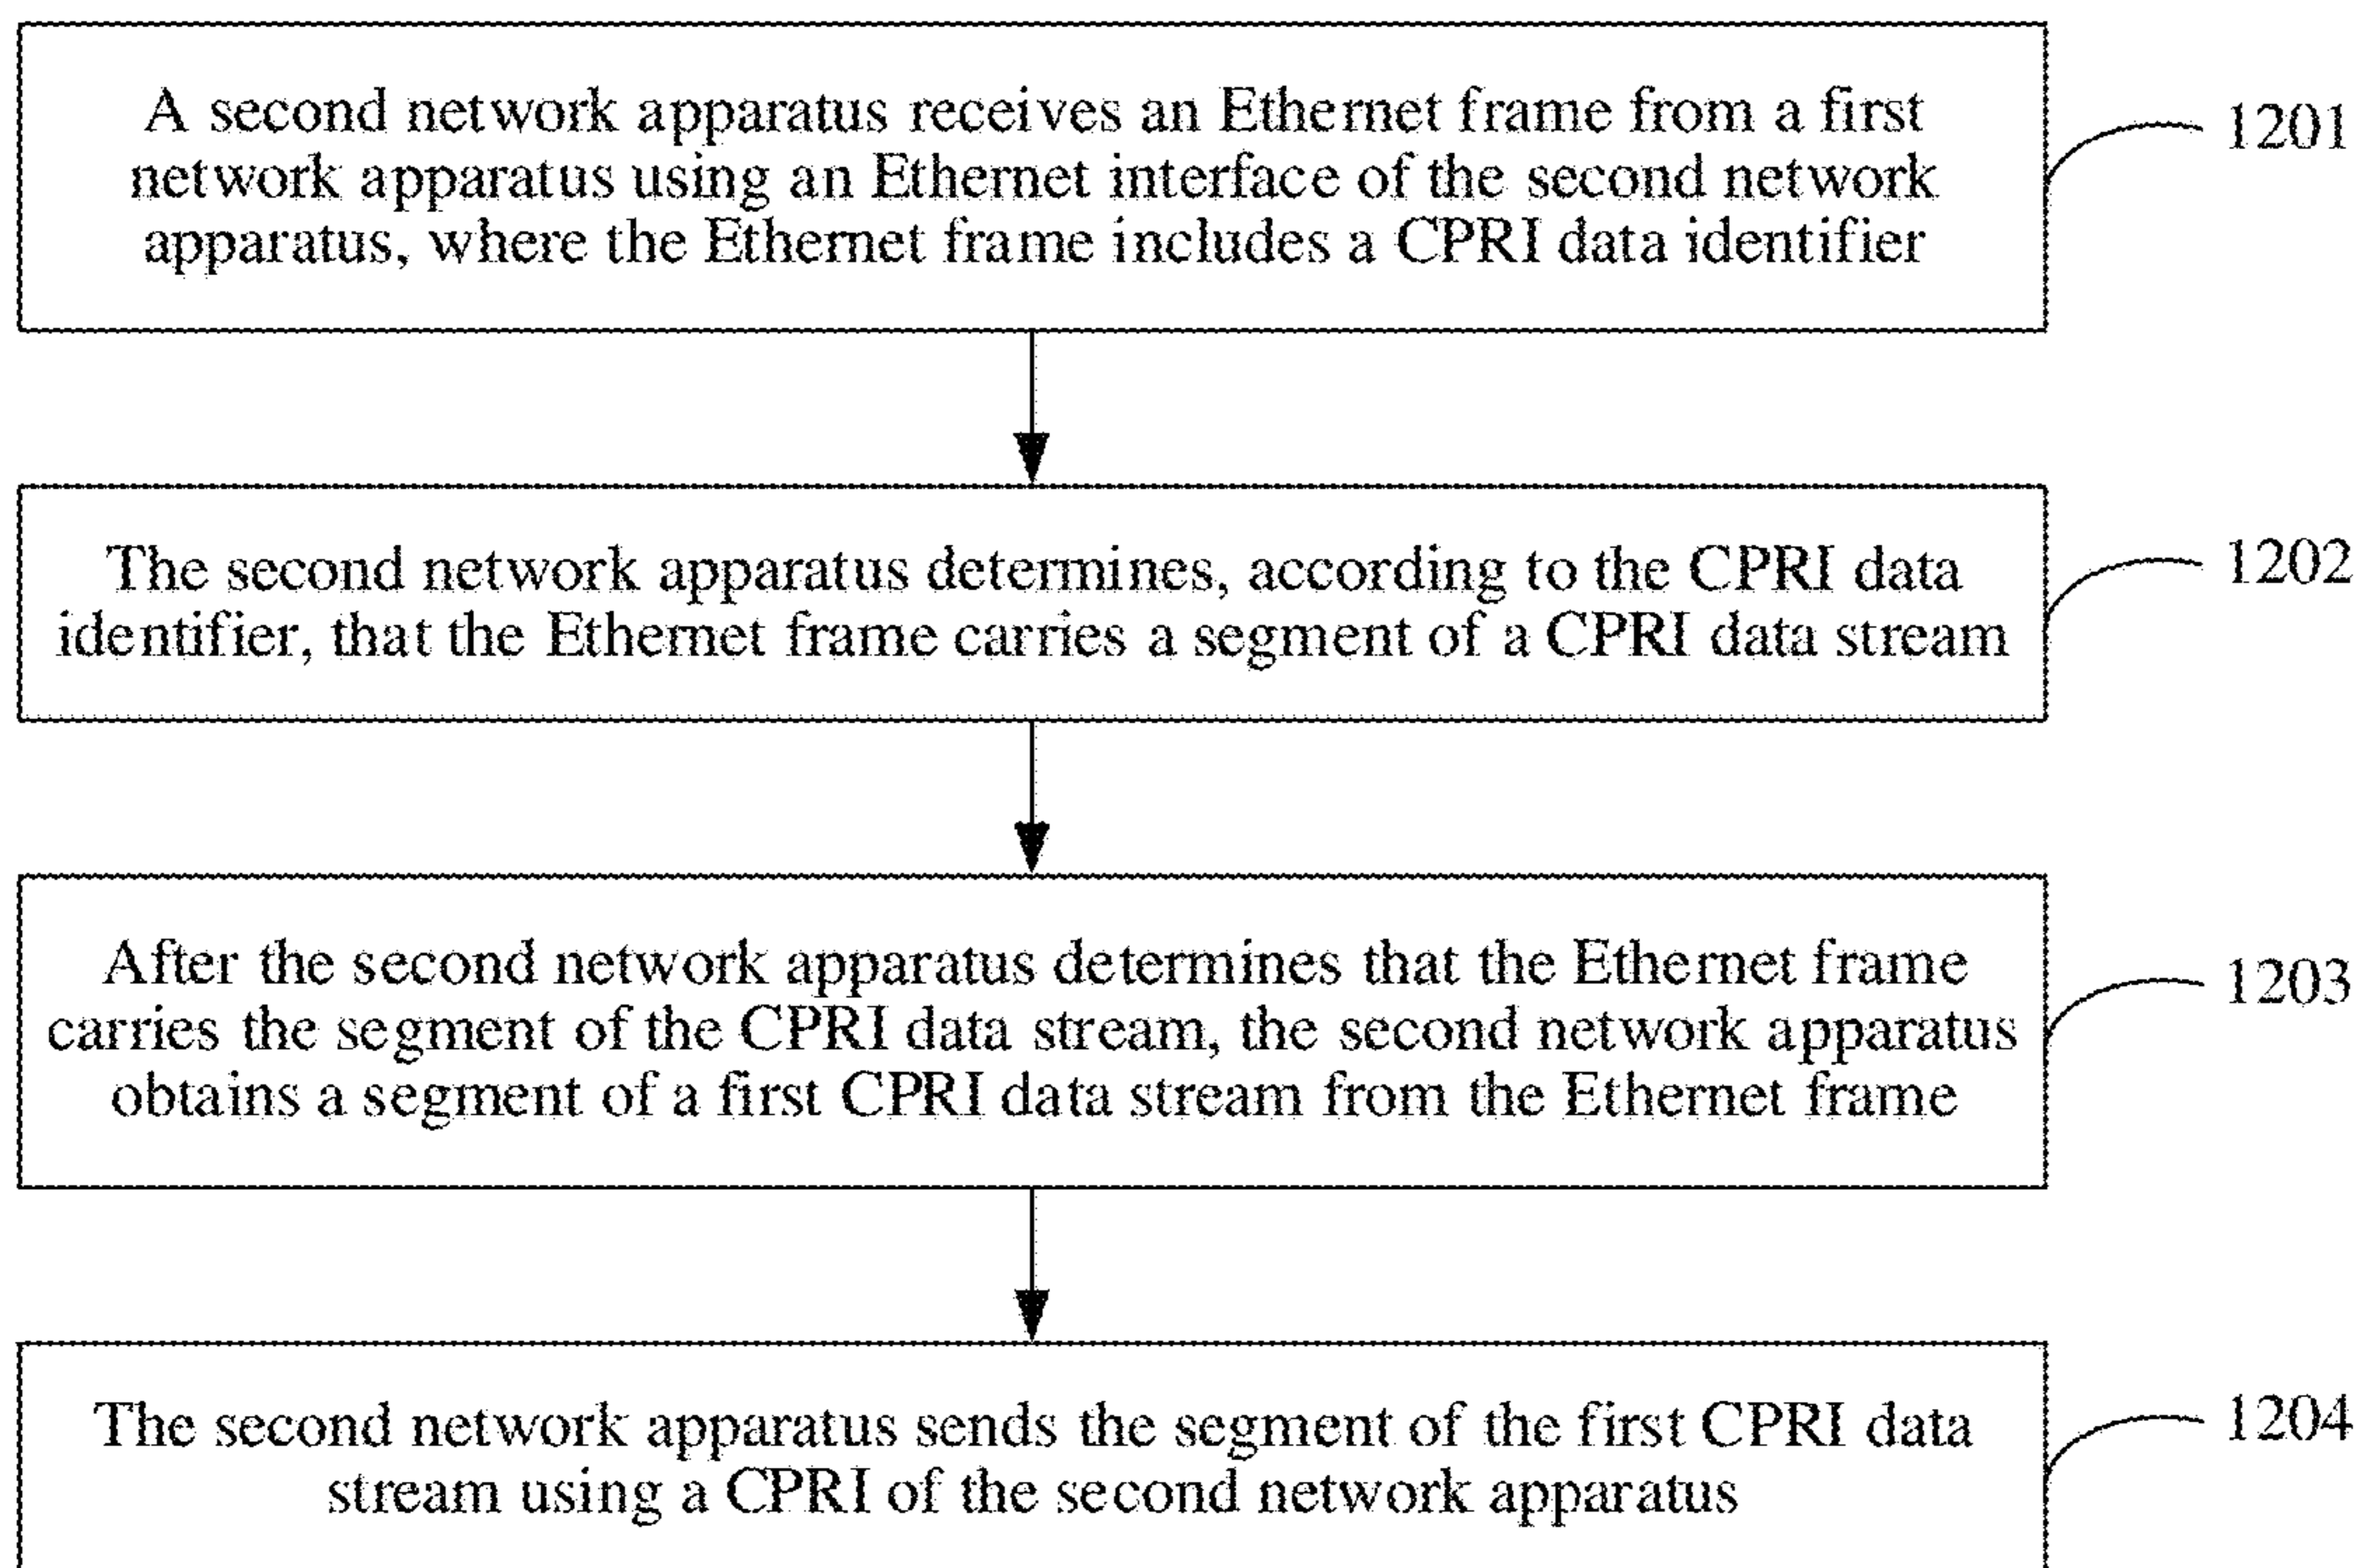 A second network apparatus receives an Ethernet frame from a first
network apparatus using an Ethernet interface of the second network
apparatus, where the Ethernet frame includes a CPRI data identifier
1201
The second network apparatus determines, according to the CPRI data
identifier, that the Ethernet frame carries a segment of a CPRI data stream
1202
After the second network apparatus determines that the Ethernet frame
carries the segment of the CPRI data stream, the second network apparatus
obtains a segment of a first CPRI data stream from the Ethernet frame
1203
The second network apparatus sends the segment of the first CPRI data
stream using a CPRI of the second network apparatus
1204